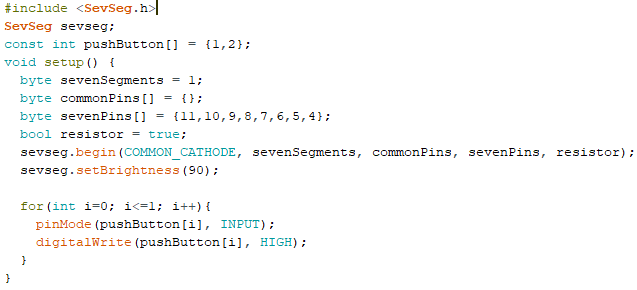 #include <SevSeg.h>
SevSeg sevseg;
const int pushButton[] = {1,2};
void setup() {
  byte sevenSegments = 1;
  byte commonPins[] = {};
  byte sevenPins[] = {11,10,9,8,7,6,5,4};
  bool resistor = true;
  sevseg.begin(COMMON_CATHODE, sevenSegments, commonPins, sevenPins, resistor);
  sevseg.setBrightness(90);
  for(int i=0; i<=1; i++){
    pinMode(pushButton[i], INPUT);
    digitalWrite(pushButton[i], HIGH);
  }
}